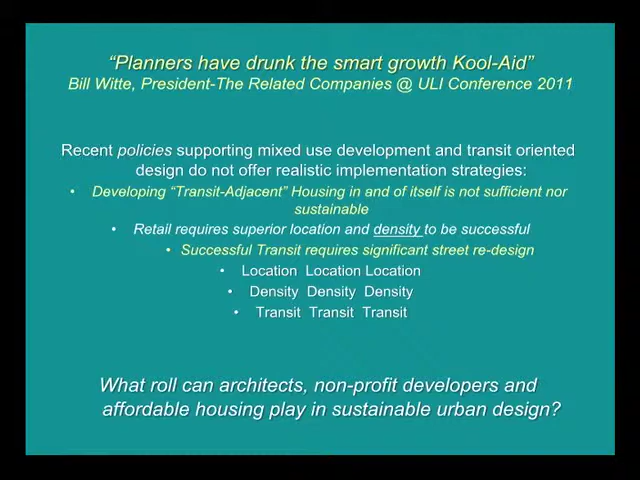 “Planners have drunk the smart growth Kool-Aid”
Bill Witte, President-The Related Companies @ ULI Conference 2011
Recent policies supporting mixed use development and transit oriented
design do not offer realistic implementation strategies:
• Developing “Transit-Adjacent” Housing in and of itself is not sufficient nor
sustainable
• Retail requires superior location and density to be successful
• Successful Transit requires significant street re-design
• Location Location Location
• Density Density Density
• Transit Transit Transit
What roll can architects, non-profit developers and
affordable housing play in sustainable urban design?